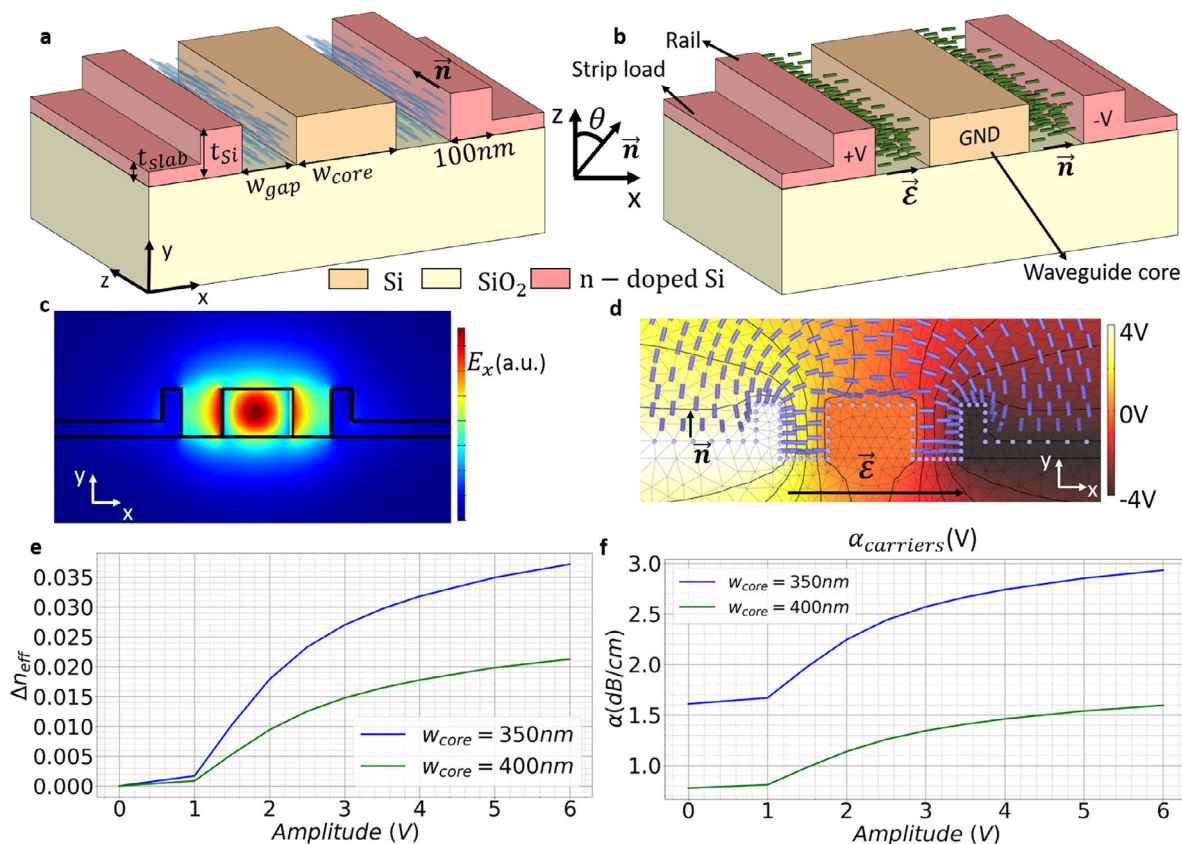 a
n⃗
t_slab
t_Si
w_gap
w_core
100nm
y
z
x
z
θ
n⃗
x
b
Rail
Strip load
+V
GND
-V
ℰ⃗
n⃗
Waveguide core
Si
SiO₂
n − doped Si
c
E_x(a.u.)
y
x
d
n⃗
ℰ⃗
y
x
4V
0V
-4V
e
Δn_eff
0.035
0.030
0.025
0.020
0.015
0.010
0.005
0.000
w_core = 350nm
w_core = 400nm
0 1 2 3 4 5 6
Amplitude (V)
f
α_carriers(V)
α(dB/cm)
3.0
2.5
2.0
1.5
1.0
w_core = 350nm
w_core = 400nm
0 1 2 3 4 5 6
Amplitude (V)